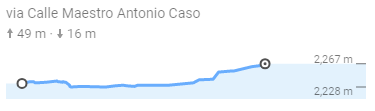 via Calle Maestro Antonio Caso
↑ 49 m · ↓ 16 m
2,267 m
2,228 m